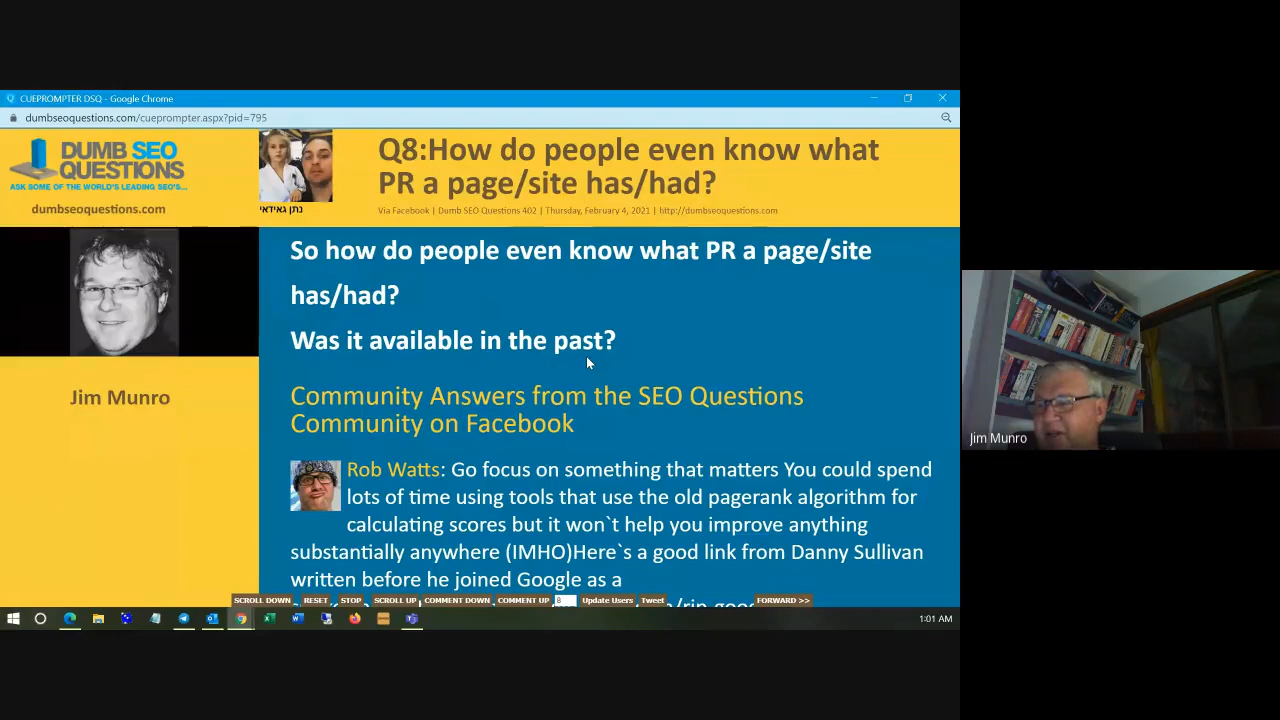 CUEPROMPTER DSQ - Google Chrome
dumbseoquestions.com/cueprompter.aspx?pid=795
DUMB SEO
QUESTIONS
ASK SOME OF THE WORLD'S LEADING SEO'S...
dumbseoquestions.com
נתן גאידאי
Q8:How do people even know what
PR a page/site has/had?
Via Facebook | Dumb SEO Questions 402 | Thursday, February 4, 2021 | http://dumbseoquestions.com
Jim Munro
So how do people even know what PR a page/site
has/had?
Was it available in the past?
Community Answers from the SEO Questions
Community on Facebook
Rob Watts: Go focus on something that matters You could spend
lots of time using tools that use the old pagerank algorithm for
calculating scores but it won`t help you improve anything
substantially anywhere (IMHO)Here`s a good link from Danny Sullivan
written before he joined Google as a
SCROLL DOWN RESET STOP SCROLL UP COMMENT DOWN COMMENT UP 8 Update Users Tweet FORWARD >>
1:01 AM
Jim Munro